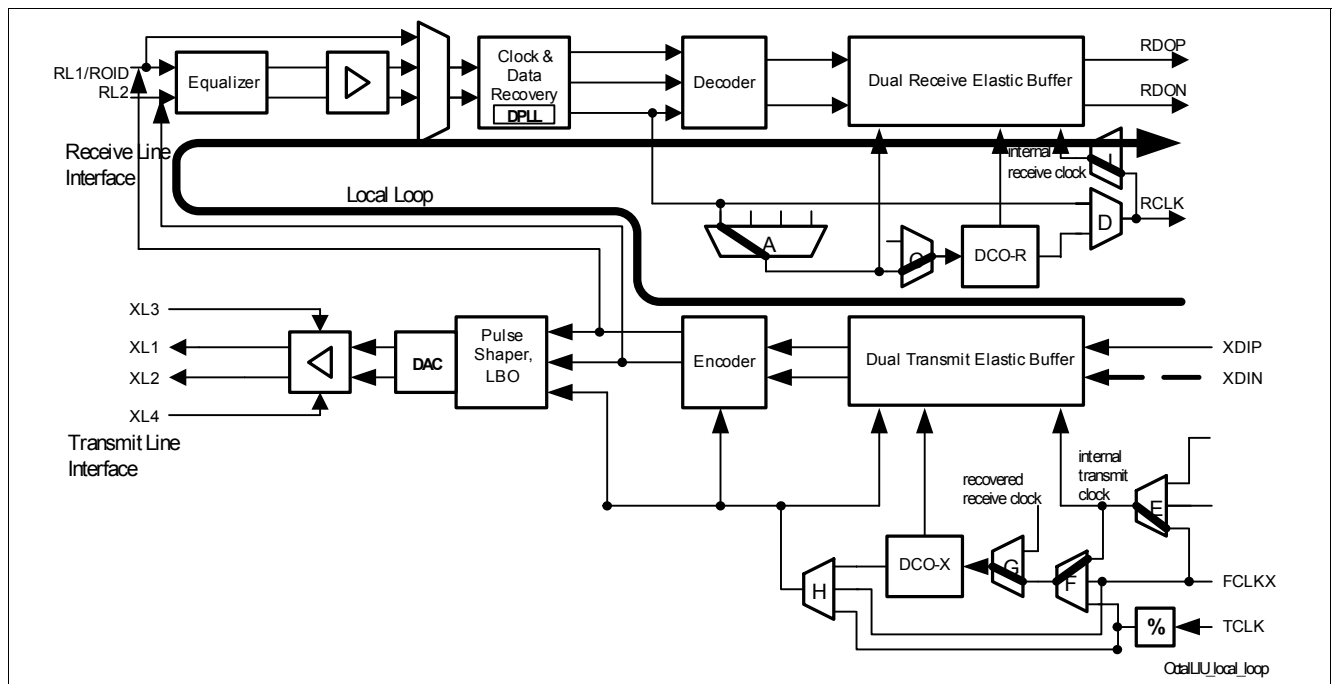 RL1/ROID
RL2
Equalizer
Clock &
Data
Recovery
DPLL
Decoder
Dual Receive Elastic Buffer
RDOP
RDON
Receive Line
Interface
Local Loop
internal
receive clock
I
RCLK
D
A
C
DCO-R
XL3
XL1
XL2
XL4
DAC
Pulse
Shaper,
LBO
Encoder
Dual Transmit Elastic Buffer
XDIP
XDIN
Transmit Line
Interface
recovered
receive clock
internal
transmit
clock
E
DCO-X
G
F
H
FCLKX
%
TCLK
OctalLIU_local_loop